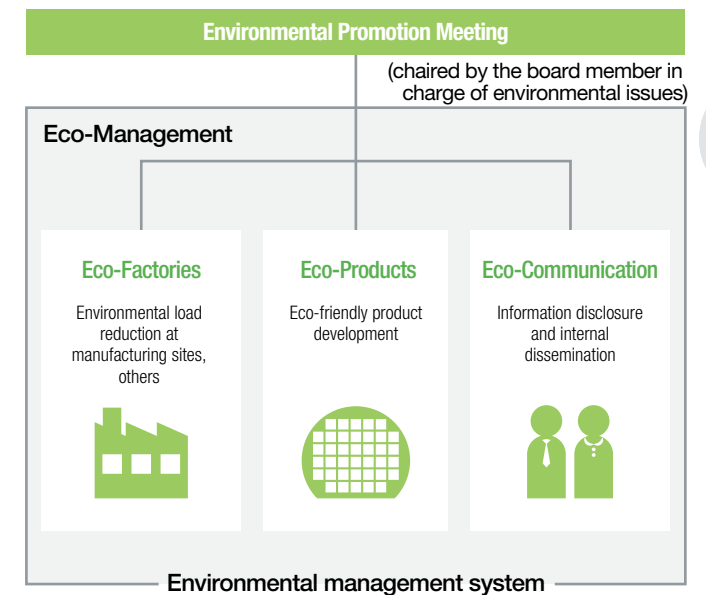 Environmental Promotion Meeting
(chaired by the board member in
charge of environmental issues)
Eco-Management
Eco-Factories
Environmental load
reduction at
manufacturing sites,
others
Eco-Products
Eco-friendly product
development
Eco-Communication
Information disclosure
and internal
dissemination
Environmental management system